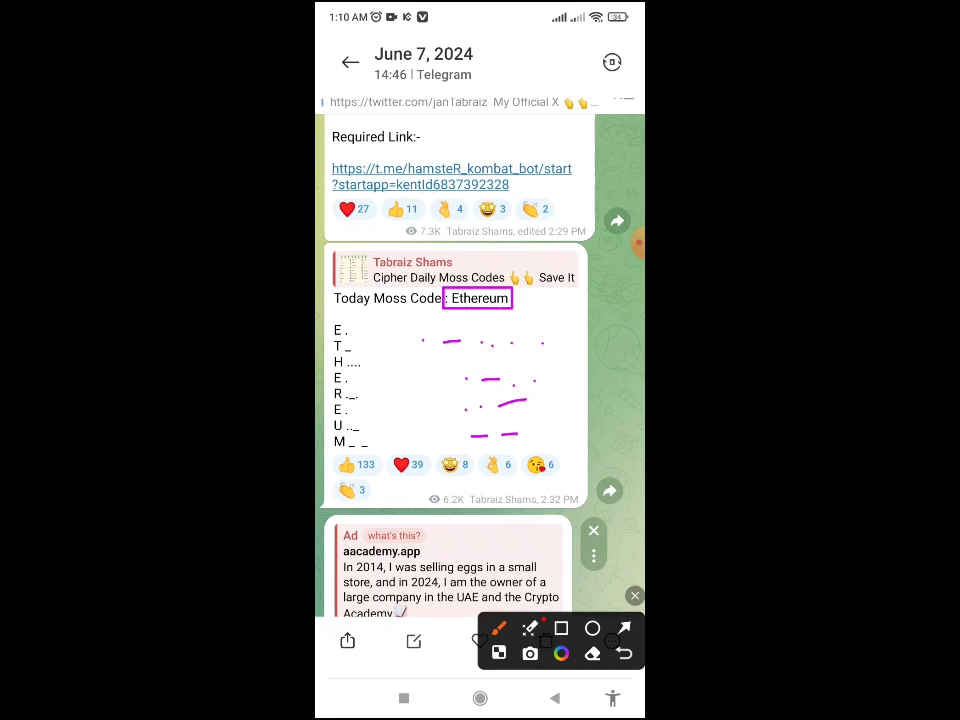 1:10 AM
34
June 7, 2024
14:46 | Telegram
https://twitter.com/janTabraiz My Official X 👆👆...
Required Link:-
https://t.me/hamsteR_kombat_bot/start
?startapp=kentId6837392328
❤️27 👍11 🤌4 🤩3 👏2
7.3K Tabraiz Shams, edited 2:29 PM
Tabraiz Shams
Cipher Daily Moss Codes 👆👆 Save It
Today Moss Code : Ethereum
E .
T _
H ....
E .
R ._.
E .
U .._
M _ _
👍133 ❤️39 🤩8 🤌6 😘6
👏3
6.2K Tabraiz Shams, 2:32 PM
Ad what's this?
aacademy.app
In 2014, I was selling eggs in a small
store, and in 2024, I am the owner of a
large company in the UAE and the Crypto
Academy📈